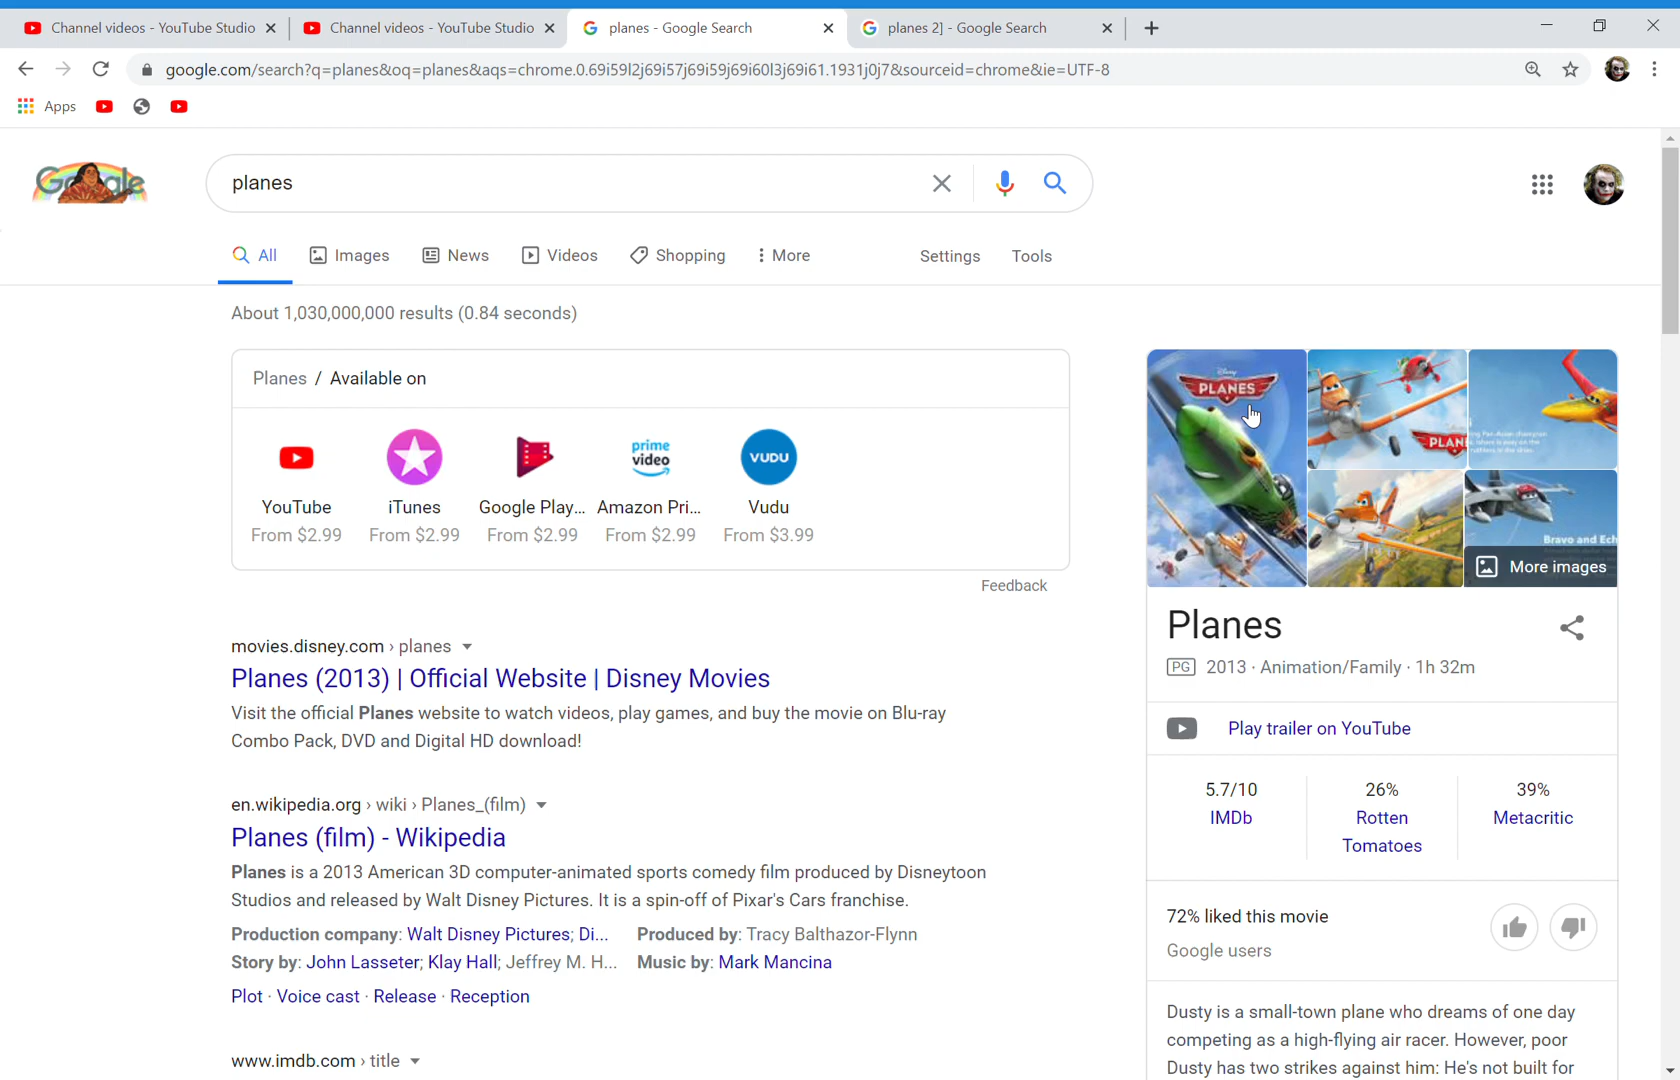 Channel videos - YouTube Studio
Channel videos - YouTube Studio
planes - Google Search
planes 2] - Google Search
google.com/search?q=planes&oq=planes&aqs=chrome.0.69i59l2j69i57j69i59j69i60l3j69i61.1931j0j7&sourceid=chrome&ie=UTF-8
Apps
Google
planes
All
Images
News
Videos
Shopping
More
Settings
Tools
About 1,030,000,000 results (0.84 seconds)
Planes / Available on
YouTube
From $2.99
iTunes
From $2.99
Google Play...
From $2.99
prime video
Amazon Pri...
From $2.99
VUDU
Vudu
From $3.99
Feedback
movies.disney.com › planes
Planes (2013) | Official Website | Disney Movies
Visit the official Planes website to watch videos, play games, and buy the movie on Blu-ray
Combo Pack, DVD and Digital HD download!
en.wikipedia.org › wiki › Planes_(film)
Planes (film) - Wikipedia
Planes is a 2013 American 3D computer-animated sports comedy film produced by Disneytoon
Studios and released by Walt Disney Pictures. It is a spin-off of Pixar's Cars franchise.
Production company: Walt Disney Pictures; Di...
Produced by: Tracy Balthazor-Flynn
Story by: John Lasseter; Klay Hall; Jeffrey M. H...
Music by: Mark Mancina
Plot · Voice cast · Release · Reception
www.imdb.com › title
Disney
PLANES
PLAN
Bravo and Ech
More images
Planes
PG 2013 · Animation/Family · 1h 32m
Play trailer on YouTube
5.7/10
IMDb
26%
Rotten
Tomatoes
39%
Metacritic
72% liked this movie
Google users
Dusty is a small-town plane who dreams of one day
competing as a high-flying air racer. However, poor
Dusty has two strikes against him: He's not built for